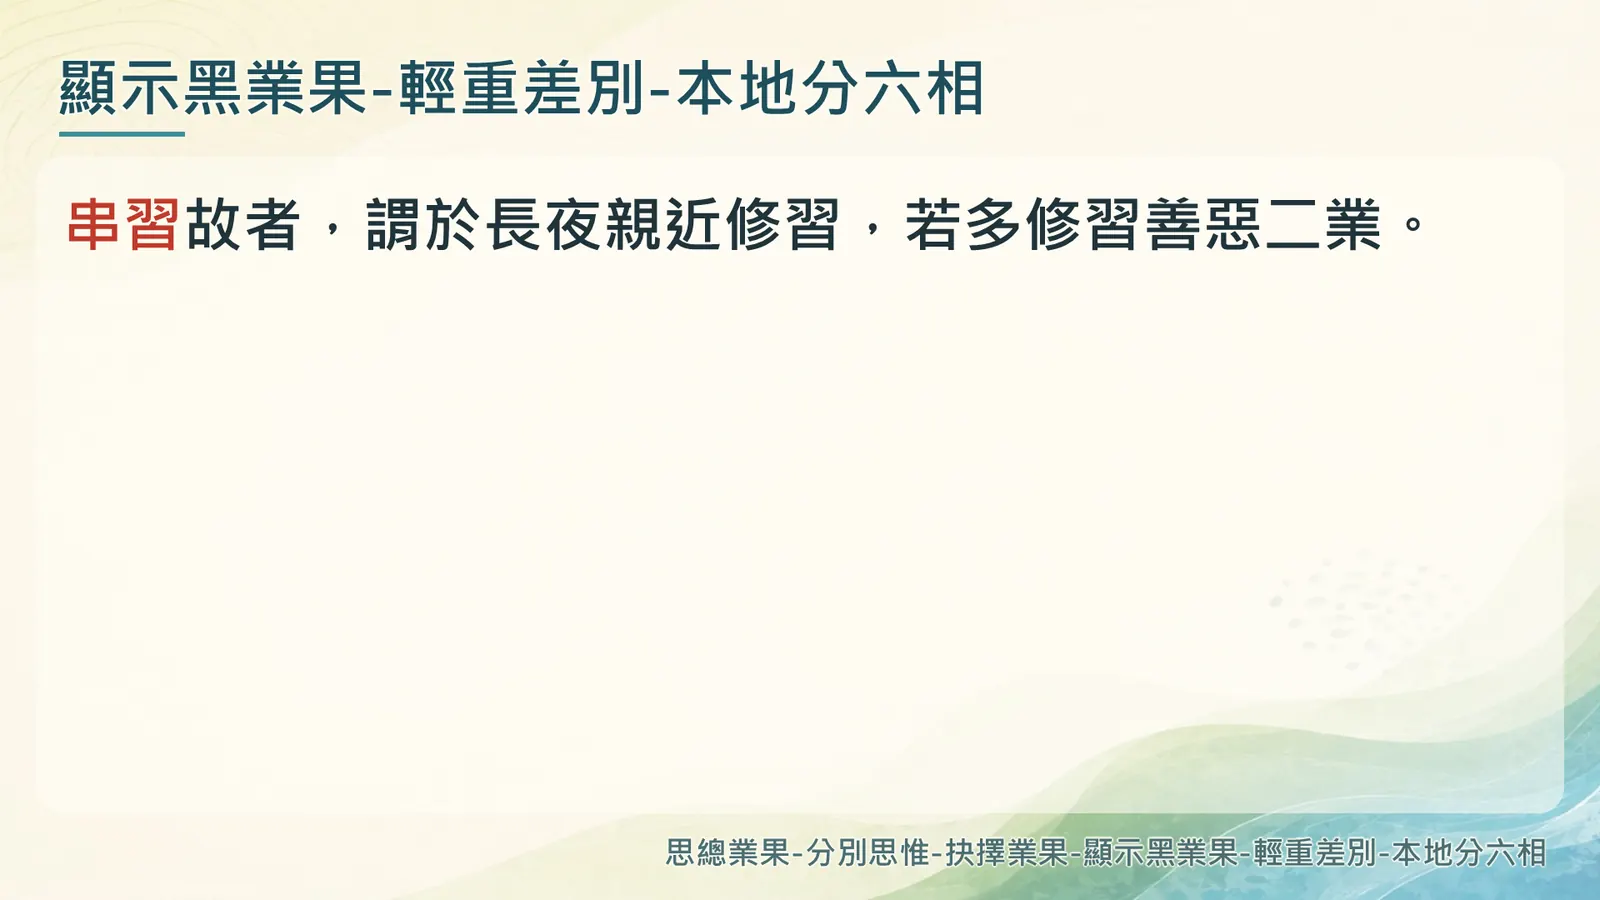 顯示黑業果-輕重差別-本地分六相
串習故者，謂於長夜親近修習，若多修習善惡二業。
思總業果-分別思惟-抉擇業果-顯示黑業果-輕重差別-本地分六相